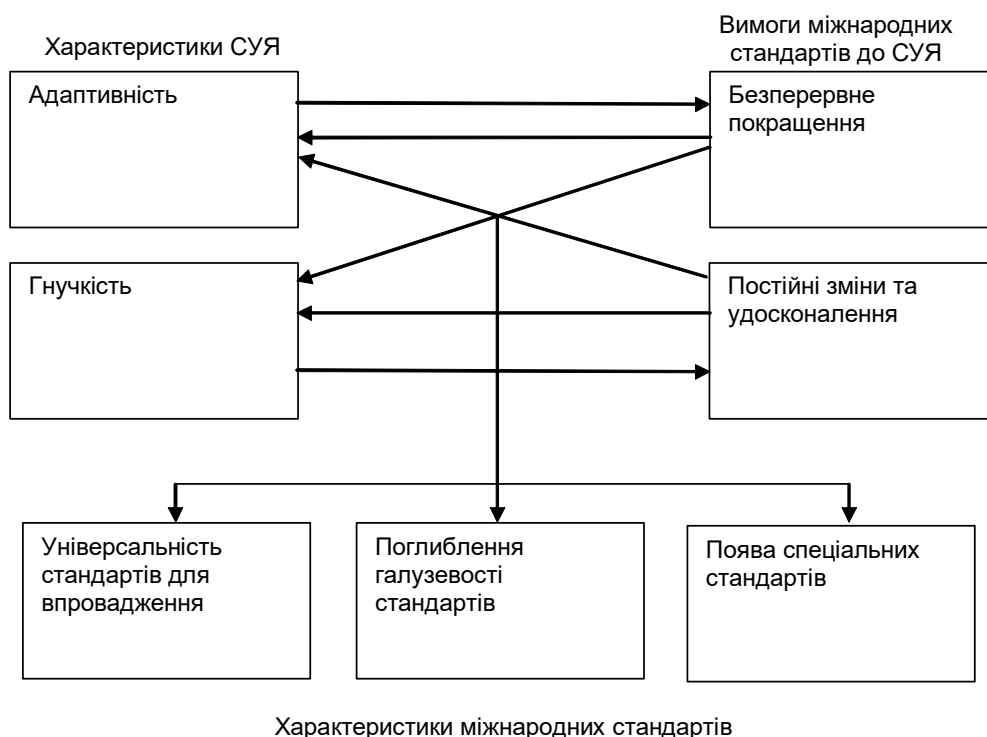 Характеристики СУЯ
Вимоги міжнародних
стандартів до СУЯ
Адаптивність
Безперервне
покращення
Гнучкість
Постійні зміни та
удосконалення
Універсальність
стандартів для
впровадження
Поглиблення
галузевості
стандартів
Поява спеціальних
стандартів
Характеристики міжнародних стандартів